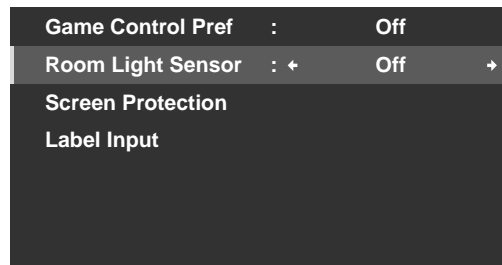 Game Control Pref : Off
Room Light Sensor : ← Off →
Screen Protection
Label Input